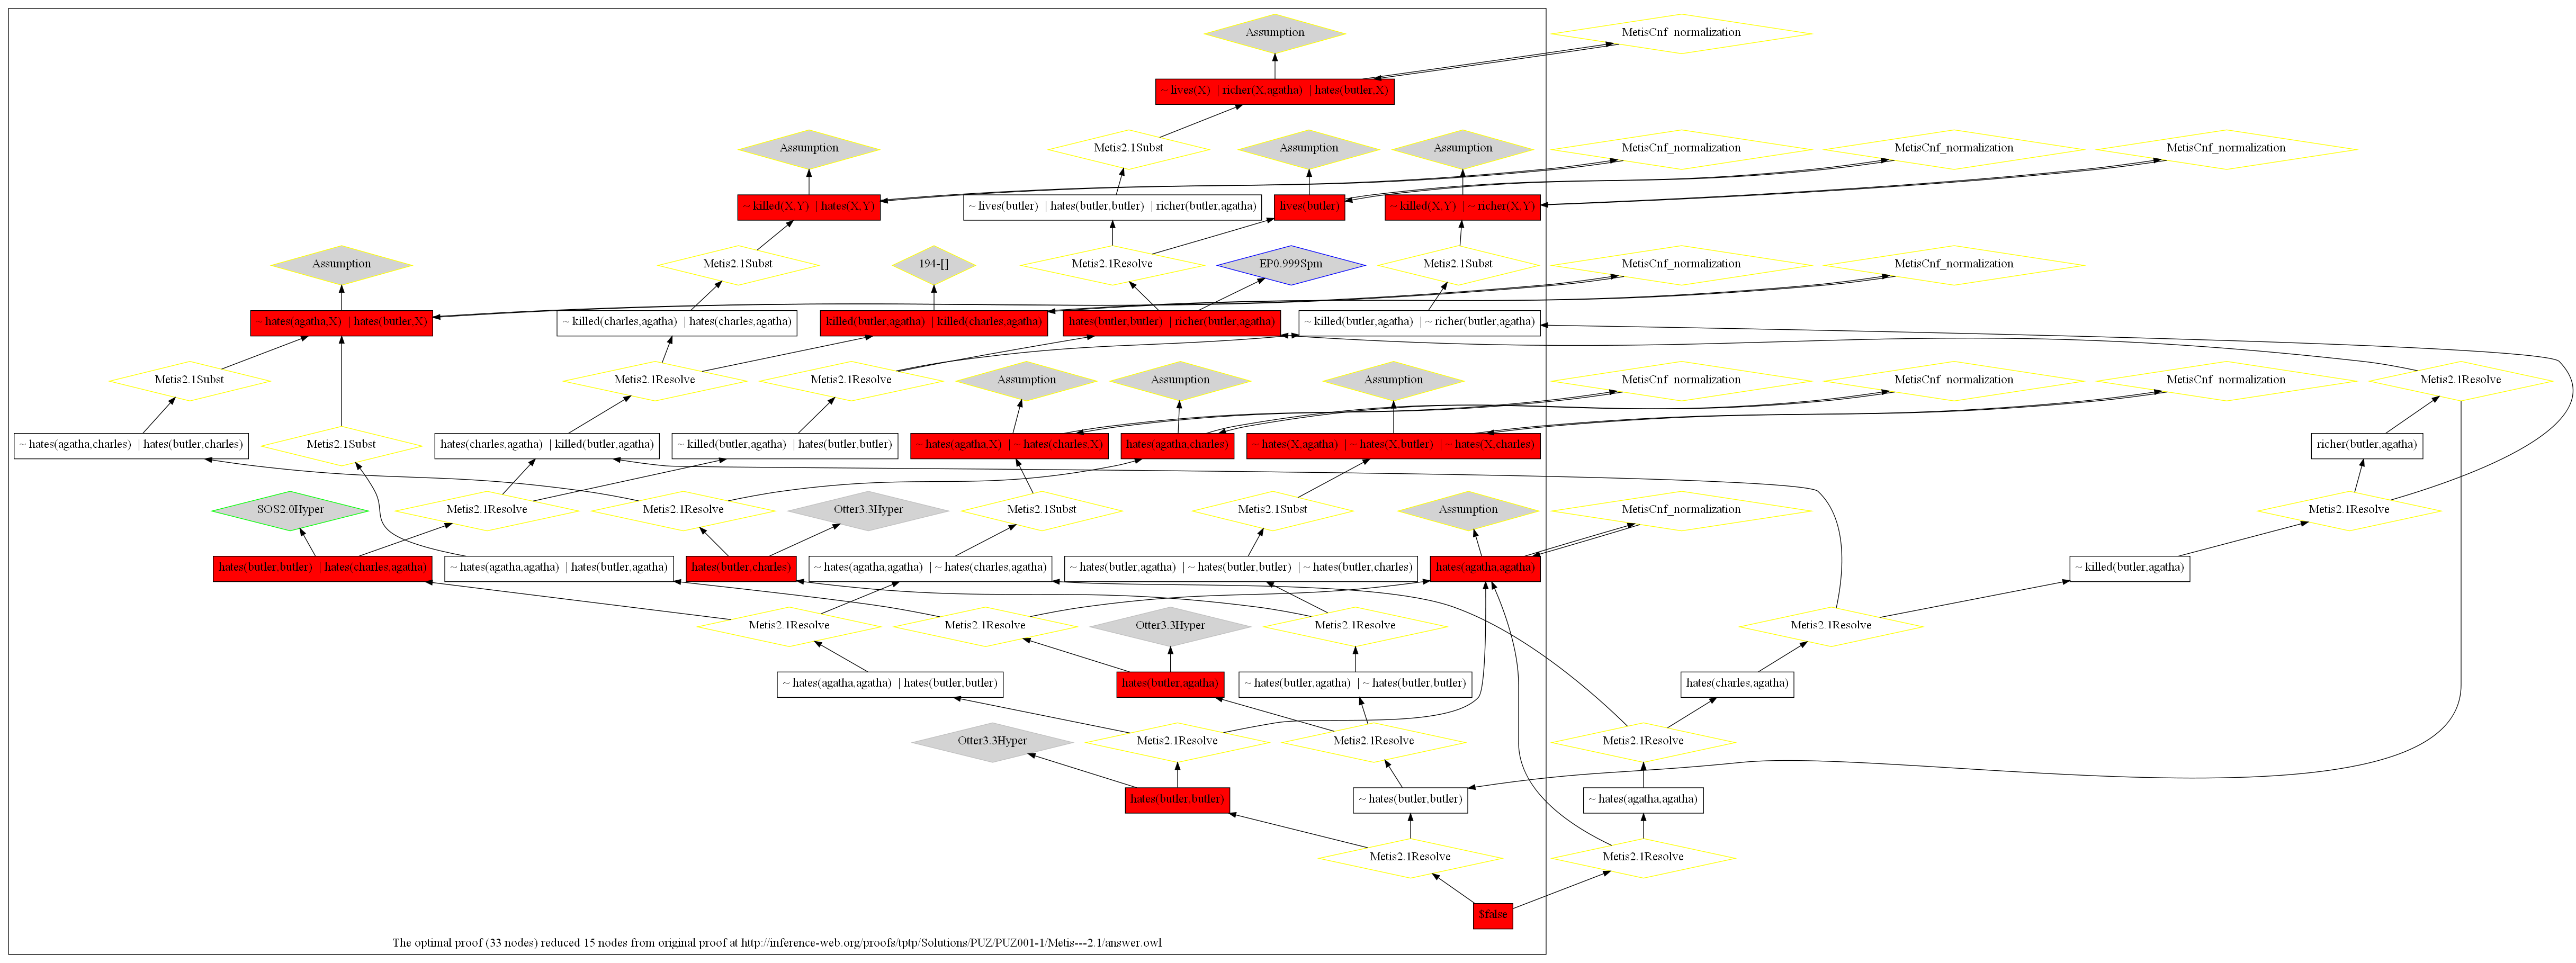 Assumption
MetisCnf_normalization
~ lives(X) | richer(X,agatha) | hates(butler,X)
Assumption
Metis2.1Subst
Assumption
Assumption
MetisCnf_normalization
MetisCnf_normalization
MetisCnf_normalization
~ killed(X,Y) | hates(X,Y)
~ lives(butler) | hates(butler,butler) | richer(butler,agatha)
lives(butler)
~ killed(X,Y) | ~ richer(X,Y)
Assumption
Metis2.1Subst
194-[]
Metis2.1Resolve
EP0.999Spm
Metis2.1Subst
MetisCnf_normalization
MetisCnf_normalization
~ hates(agatha,X) | hates(butler,X)
~ killed(charles,agatha) | hates(charles,agatha)
killed(butler,agatha) | killed(charles,agatha)
hates(butler,butler) | richer(butler,agatha)
~ killed(butler,agatha) | ~ richer(butler,agatha)
Metis2.1Subst
Metis2.1Resolve
Metis2.1Resolve
Assumption
Assumption
Assumption
MetisCnf_normalization
MetisCnf_normalization
MetisCnf_normalization
Metis2.1Resolve
~ hates(agatha,charles) | hates(butler,charles)
Metis2.1Subst
hates(charles,agatha) | killed(butler,agatha)
~ killed(butler,agatha) | hates(butler,butler)
~ hates(agatha,X) | ~ hates(charles,X)
hates(agatha,charles)
~ hates(X,agatha) | ~ hates(X,butler) | ~ hates(X,charles)
richer(butler,agatha)
SOS2.0Hyper
Metis2.1Resolve
Metis2.1Resolve
Otter3.3Hyper
Metis2.1Subst
Metis2.1Subst
Assumption
MetisCnf_normalization
Metis2.1Resolve
hates(butler,butler) | hates(charles,agatha)
~ hates(agatha,agatha) | hates(butler,agatha)
hates(butler,charles)
~ hates(agatha,agatha) | ~ hates(charles,agatha)
~ hates(butler,agatha) | ~ hates(butler,butler) | ~ hates(butler,charles)
hates(agatha,agatha)
~ killed(butler,agatha)
Metis2.1Resolve
Metis2.1Resolve
Otter3.3Hyper
Metis2.1Resolve
Metis2.1Resolve
~ hates(agatha,agatha) | hates(butler,butler)
hates(butler,agatha)
~ hates(butler,agatha) | ~ hates(butler,butler)
hates(charles,agatha)
Otter3.3Hyper
Metis2.1Resolve
Metis2.1Resolve
Metis2.1Resolve
hates(butler,butler)
~ hates(butler,butler)
~ hates(agatha,agatha)
Metis2.1Resolve
Metis2.1Resolve
$false
The optimal proof (33 nodes) reduced 15 nodes from original proof at http://inference-web.org/proofs/tptp/Solutions/PUZ/PUZ001-1/Metis---2.1/answer.owl